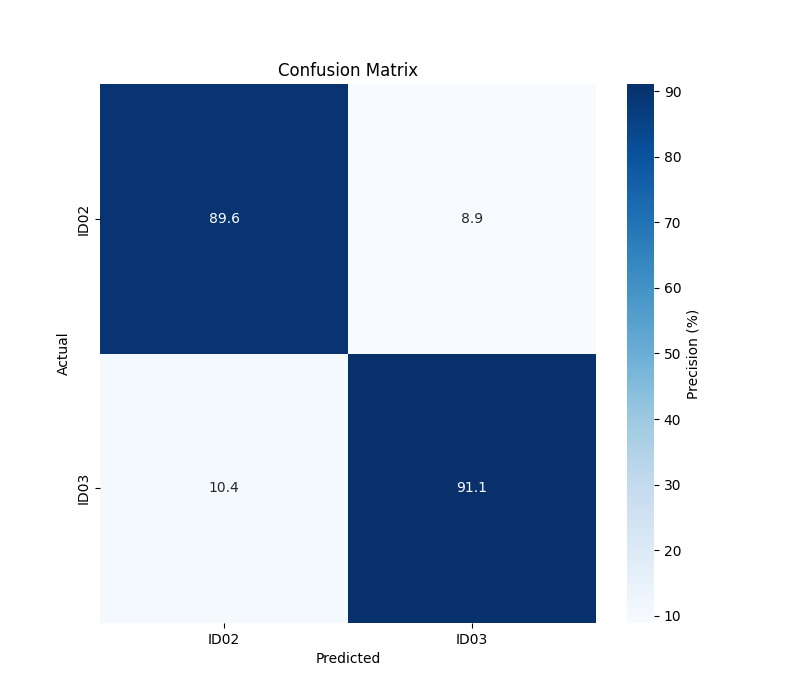 Confusion Matrix
ID02
89.6
8.9
ID03
10.4
91.1
Actual
ID02
ID03
Predicted
90
80
70
60
50
40
30
20
10
Precision (%)